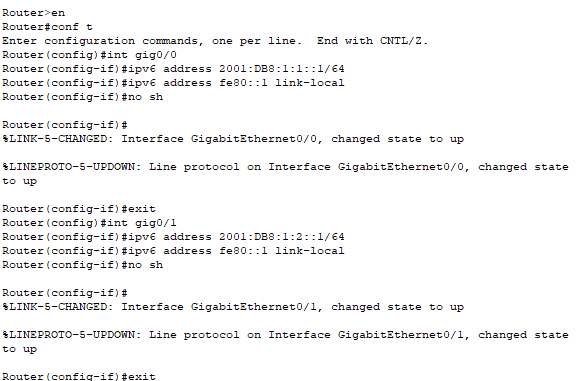 Router>en
Router#conf t
Enter configuration commands, one per line.  End with CNTL/Z.
Router(config)#int gig0/0
Router(config-if)#ipv6 address 2001:DB8:1:1::1/64
Router(config-if)#ipv6 address fe80::1 link-local
Router(config-if)#no sh
Router(config-if)#
%LINK-5-CHANGED: Interface GigabitEthernet0/0, changed state to up
%LINEPROTO-5-UPDOWN: Line protocol on Interface GigabitEthernet0/0, changed state
to up
Router(config-if)#exit
Router(config)#int gig0/1
Router(config-if)#ipv6 address 2001:DB8:1:2::1/64
Router(config-if)#ipv6 address fe80::1 link-local
Router(config-if)#no sh
Router(config-if)#
%LINK-5-CHANGED: Interface GigabitEthernet0/1, changed state to up
%LINEPROTO-5-UPDOWN: Line protocol on Interface GigabitEthernet0/1, changed state
to up
Router(config-if)#exit